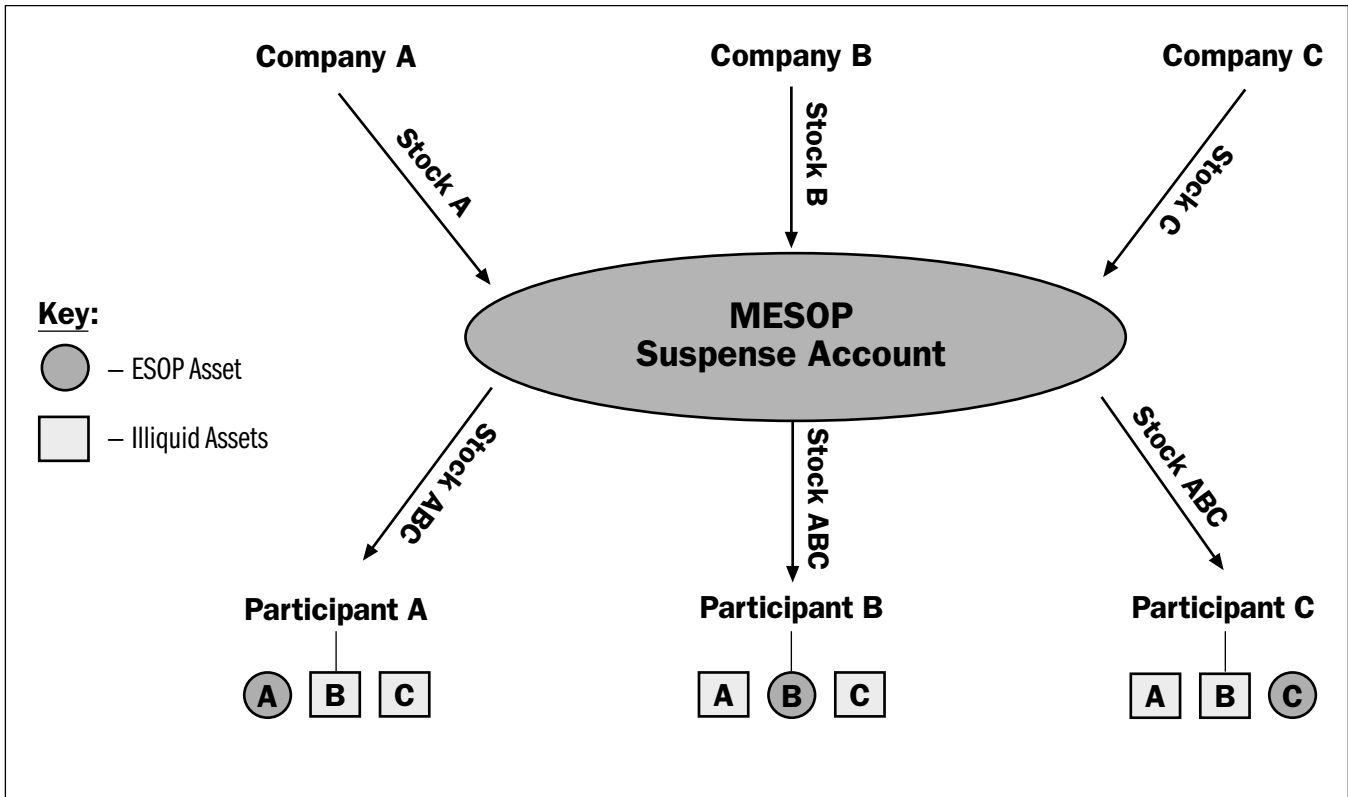 Company A
Company B
Company C
Stock A
Stock B
Stock C
MESOP
Suspense Account
Key:
– ESOP Asset
– Illiquid Assets
Stock ABC
Stock ABC
Stock ABC
Participant A
Participant B
Participant C
A B C
A B C
A B C